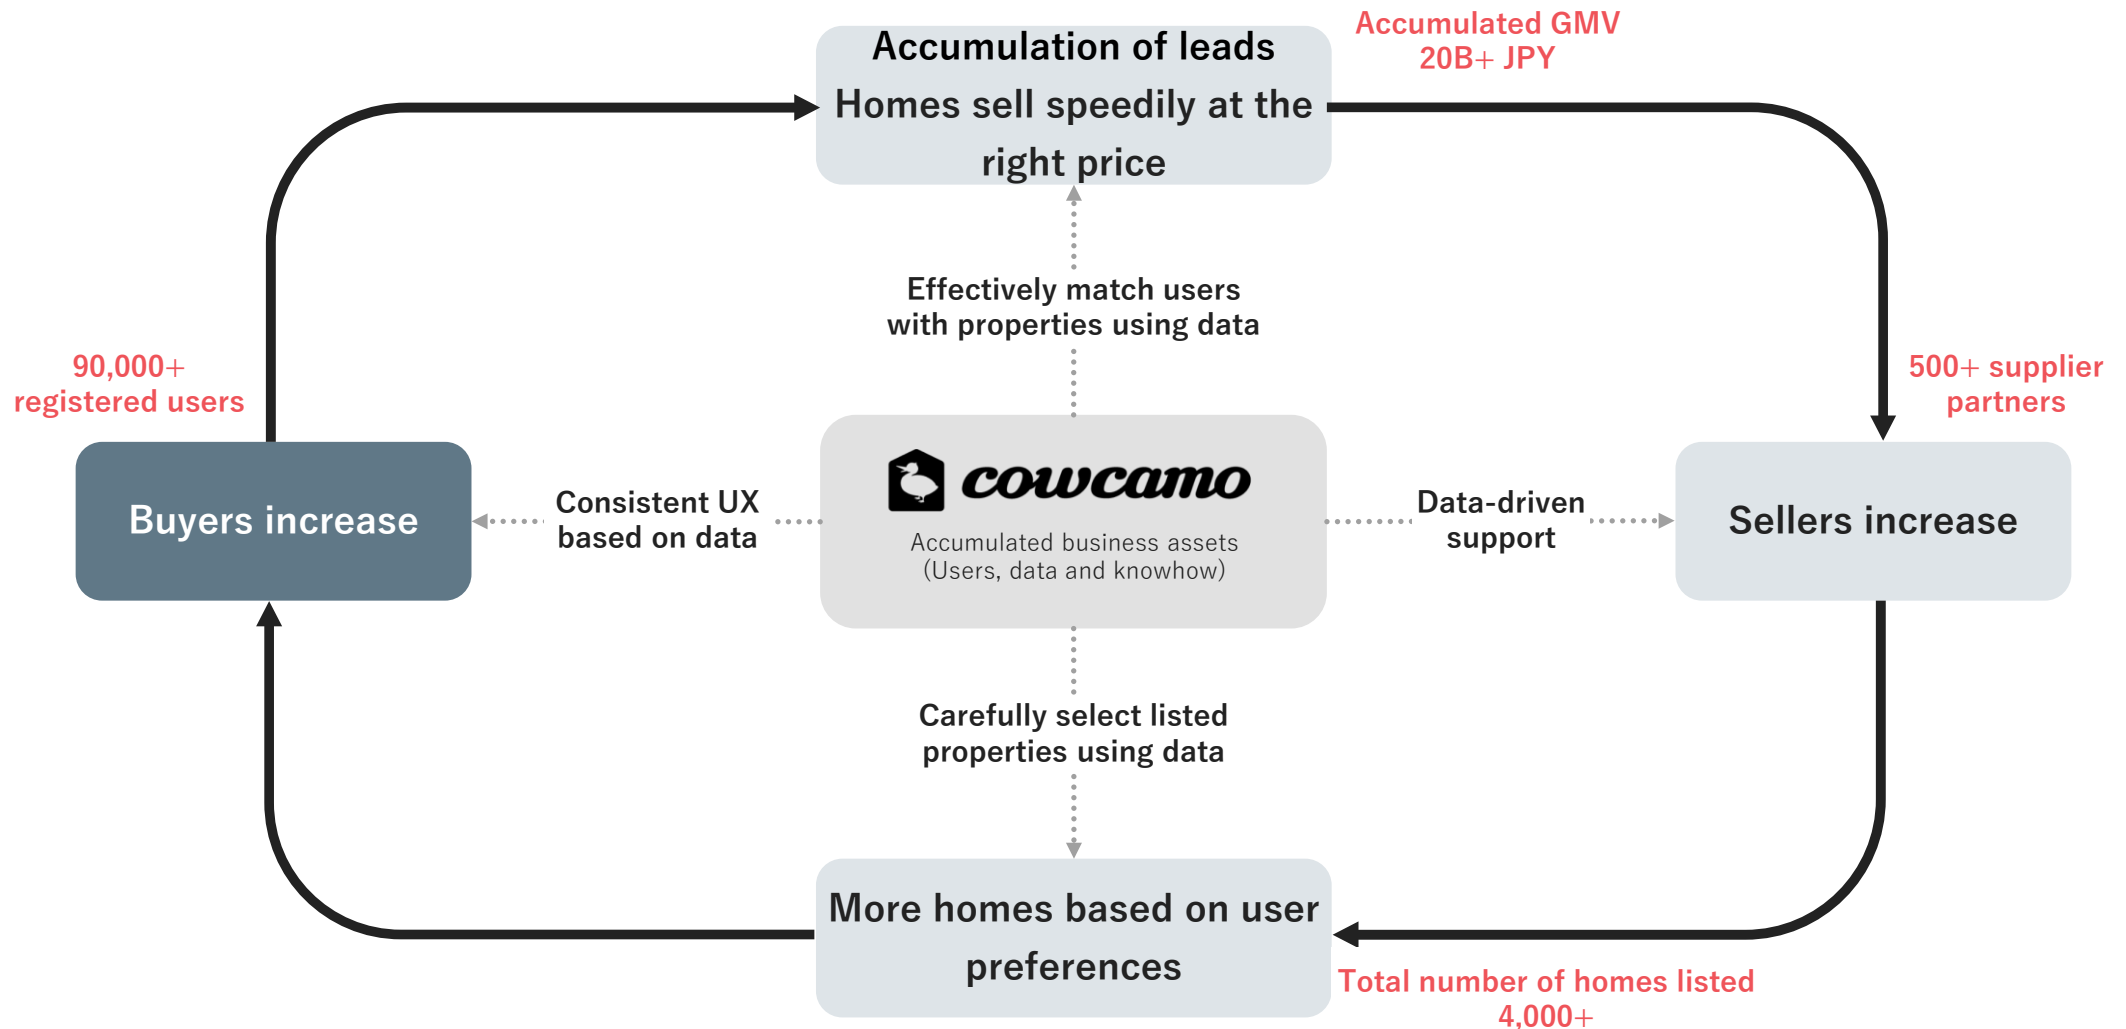 Accumulated GMV
20B+ JPY
Accumulation of leads
Homes sell speedily at the
right price
Effectively match users
with properties using data
90,000+
registered users
500+ supplier
partners
Buyers increase
Consistent UX
based on data
cowcamo
Accumulated business assets
(Users, data and knowhow)
Data-driven
support
Sellers increase
Carefully select listed
properties using data
More homes based on user
preferences
Total number of homes listed
4,000+